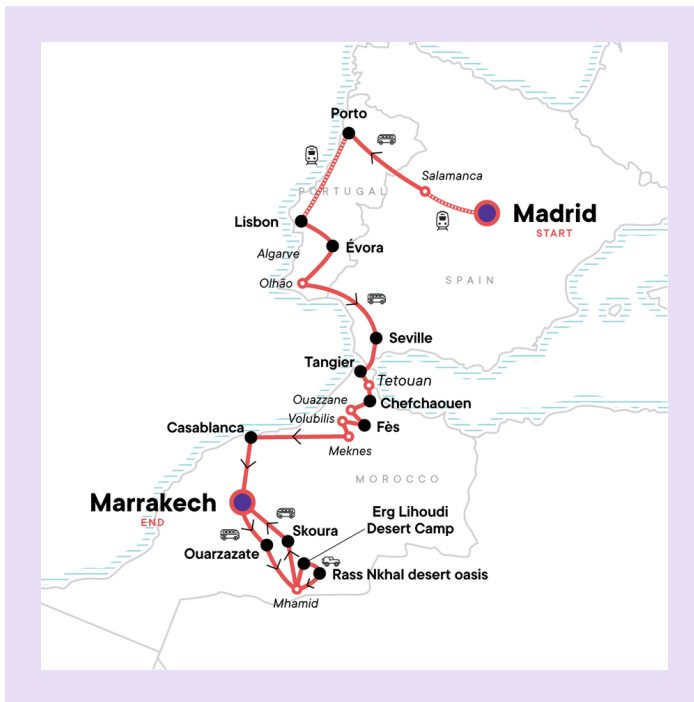 Porto
Salamanca
PORTUGAL
Madrid
START
Lisbon
Évora
Algarve
Olhão
SPAIN
Seville
Tangier
Tetouan
Ouazzane
Chefchaouen
Volubilis
Fès
Casablanca
Meknes
MOROCCO
Marrakech
END
Erg Lihoudi
Desert Camp
Skoura
Ouarzazate
Rass Nkhal desert oasis
Mhamid